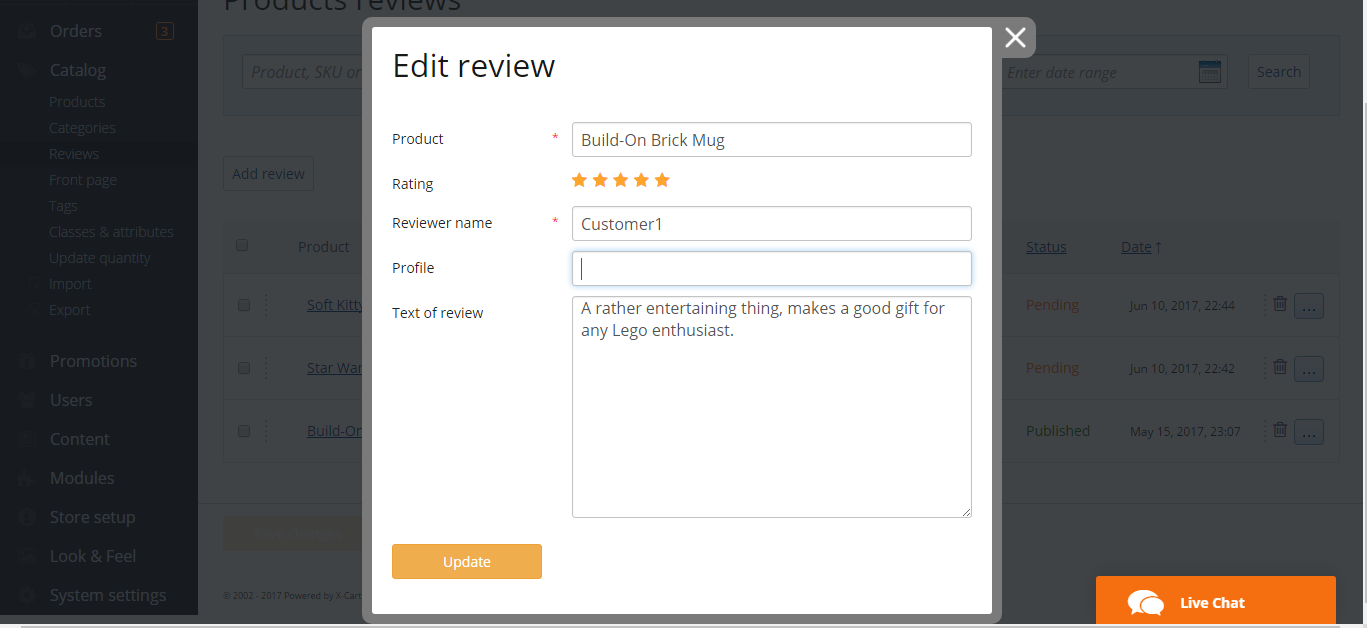 Products reviews
Orders 3
Catalog
Products
Categories
Reviews
Front page
Tags
Classes & attributes
Update quantity
Import
Export
Promotions
Users
Content
Modules
Store setup
Look & Feel
System settings
Product, SKU or
Enter date range
Search
Add review
Product
Status
Date ↑
Soft Kitty
Pending
Jun 10, 2017, 22:44
...
Star War
Pending
Jun 10, 2017, 22:42
...
Build-On
Published
May 15, 2017, 23:07
...
© 2002 - 2017 Powered by X-Cart
Edit review
Product * Build-On Brick Mug
Rating
Reviewer name * Customer1
Profile
Text of review
A rather entertaining thing, makes a good gift for
any Lego enthusiast.
Update
Live Chat